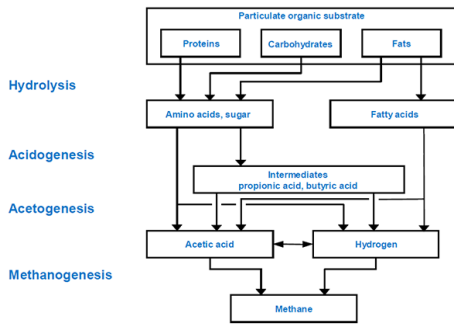 Particulate organic substrate
Proteins
Carbohydrates
Fats
Hydrolysis
Amino acids, sugar
Fatty acids
Acidogenesis
Intermediates
propionic acid, butyric acid
Acetogenesis
Acetic acid
Hydrogen
Methanogenesis
Methane